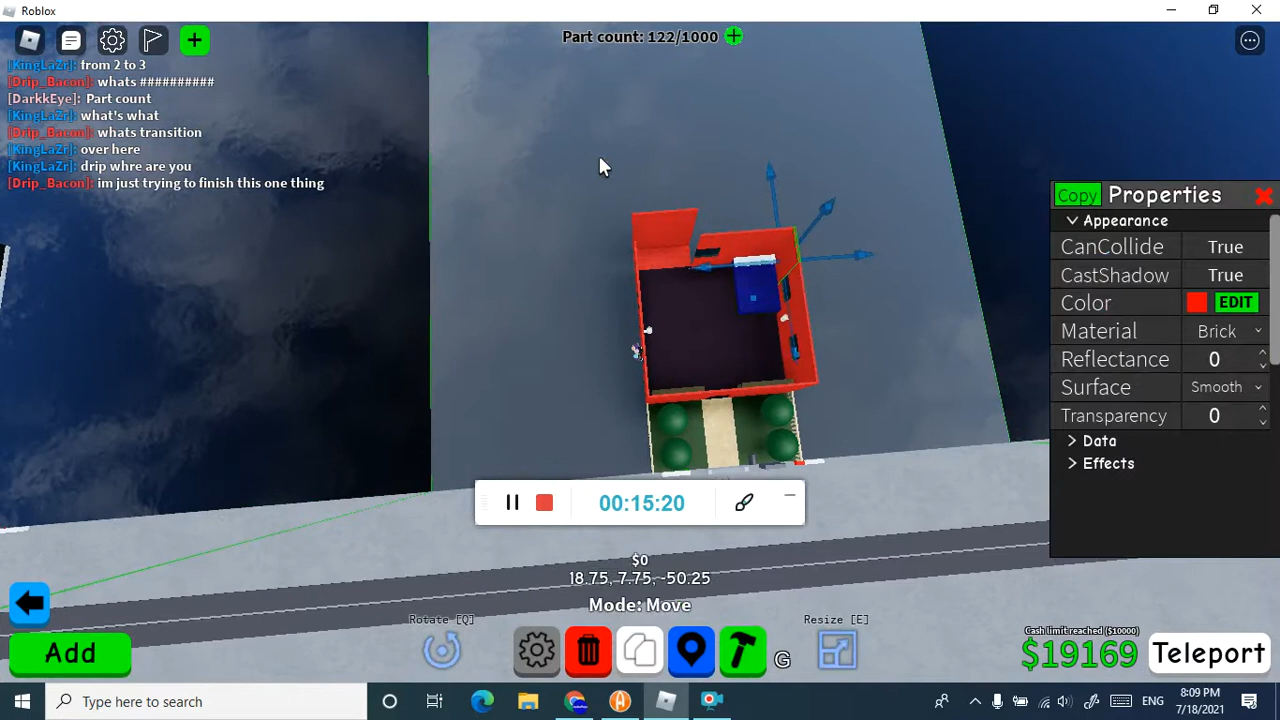 Roblox
Part count: 122/1000
[KingLaZr]: from 2 to 3
[Drip_Bacon]: whats ##########
[DarkkEye]: Part count
[KingLaZr]: what's what
[Drip_Bacon]: whats transition
[KingLaZr]: over here
[KingLaZr]: drip whre are you
[Drip_Bacon]: im just trying to finish this one thing
Copy Properties
Appearance
CanCollide True
CastShadow True
Color EDIT
Material Brick
Reflectance 0
Surface Smooth
Transparency 0
Data
Effects
00:15:20
$0
18.75, 7.75, -50.25
Mode: Move
Rotate [Q]
Resize [E]
G
Add
Cash limit reached ($10000)
$19169
Teleport
Type here to search
ENG
8:09 PM
7/18/2021